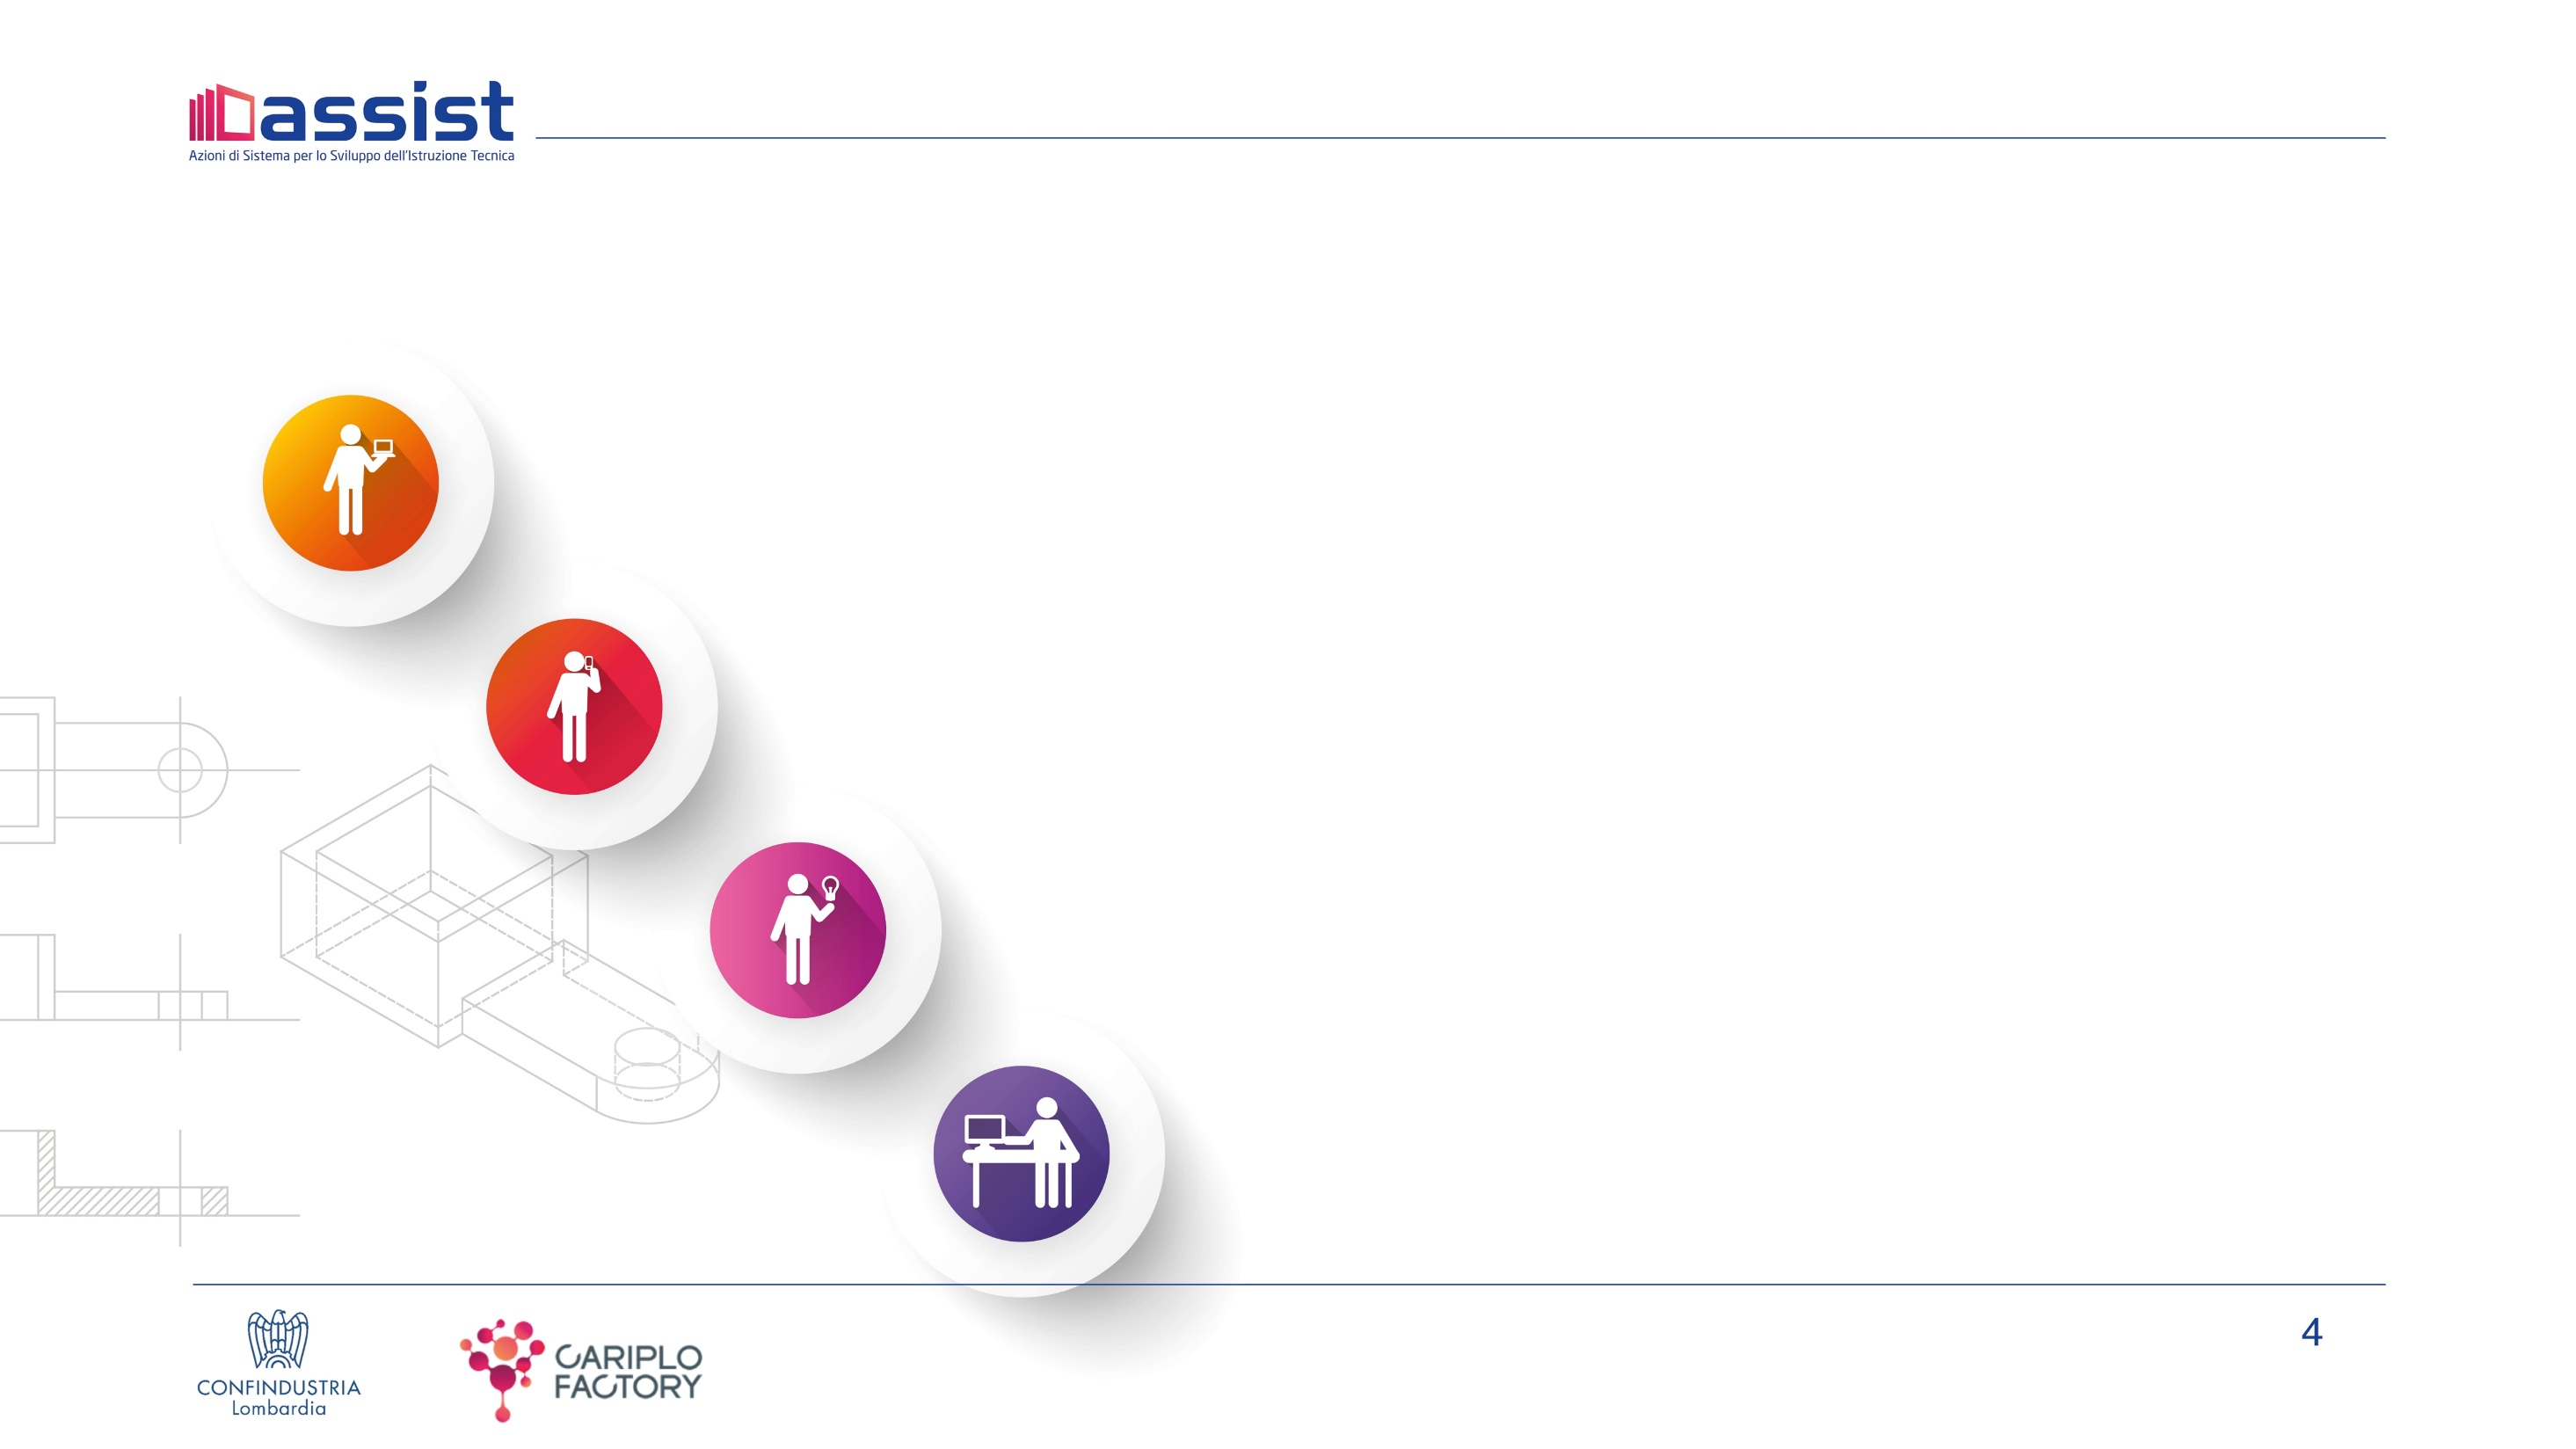 assist
Azioni di Sistema per lo Sviluppo dell'Istruzione Tecnica
CONFINDUSTRIA
Lombardia
CARIPLO
FACTORY
4